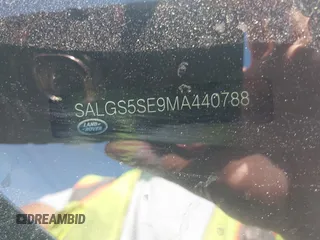 SALGS5SE9MA440788
LAND-
ROVER
DREAMBID